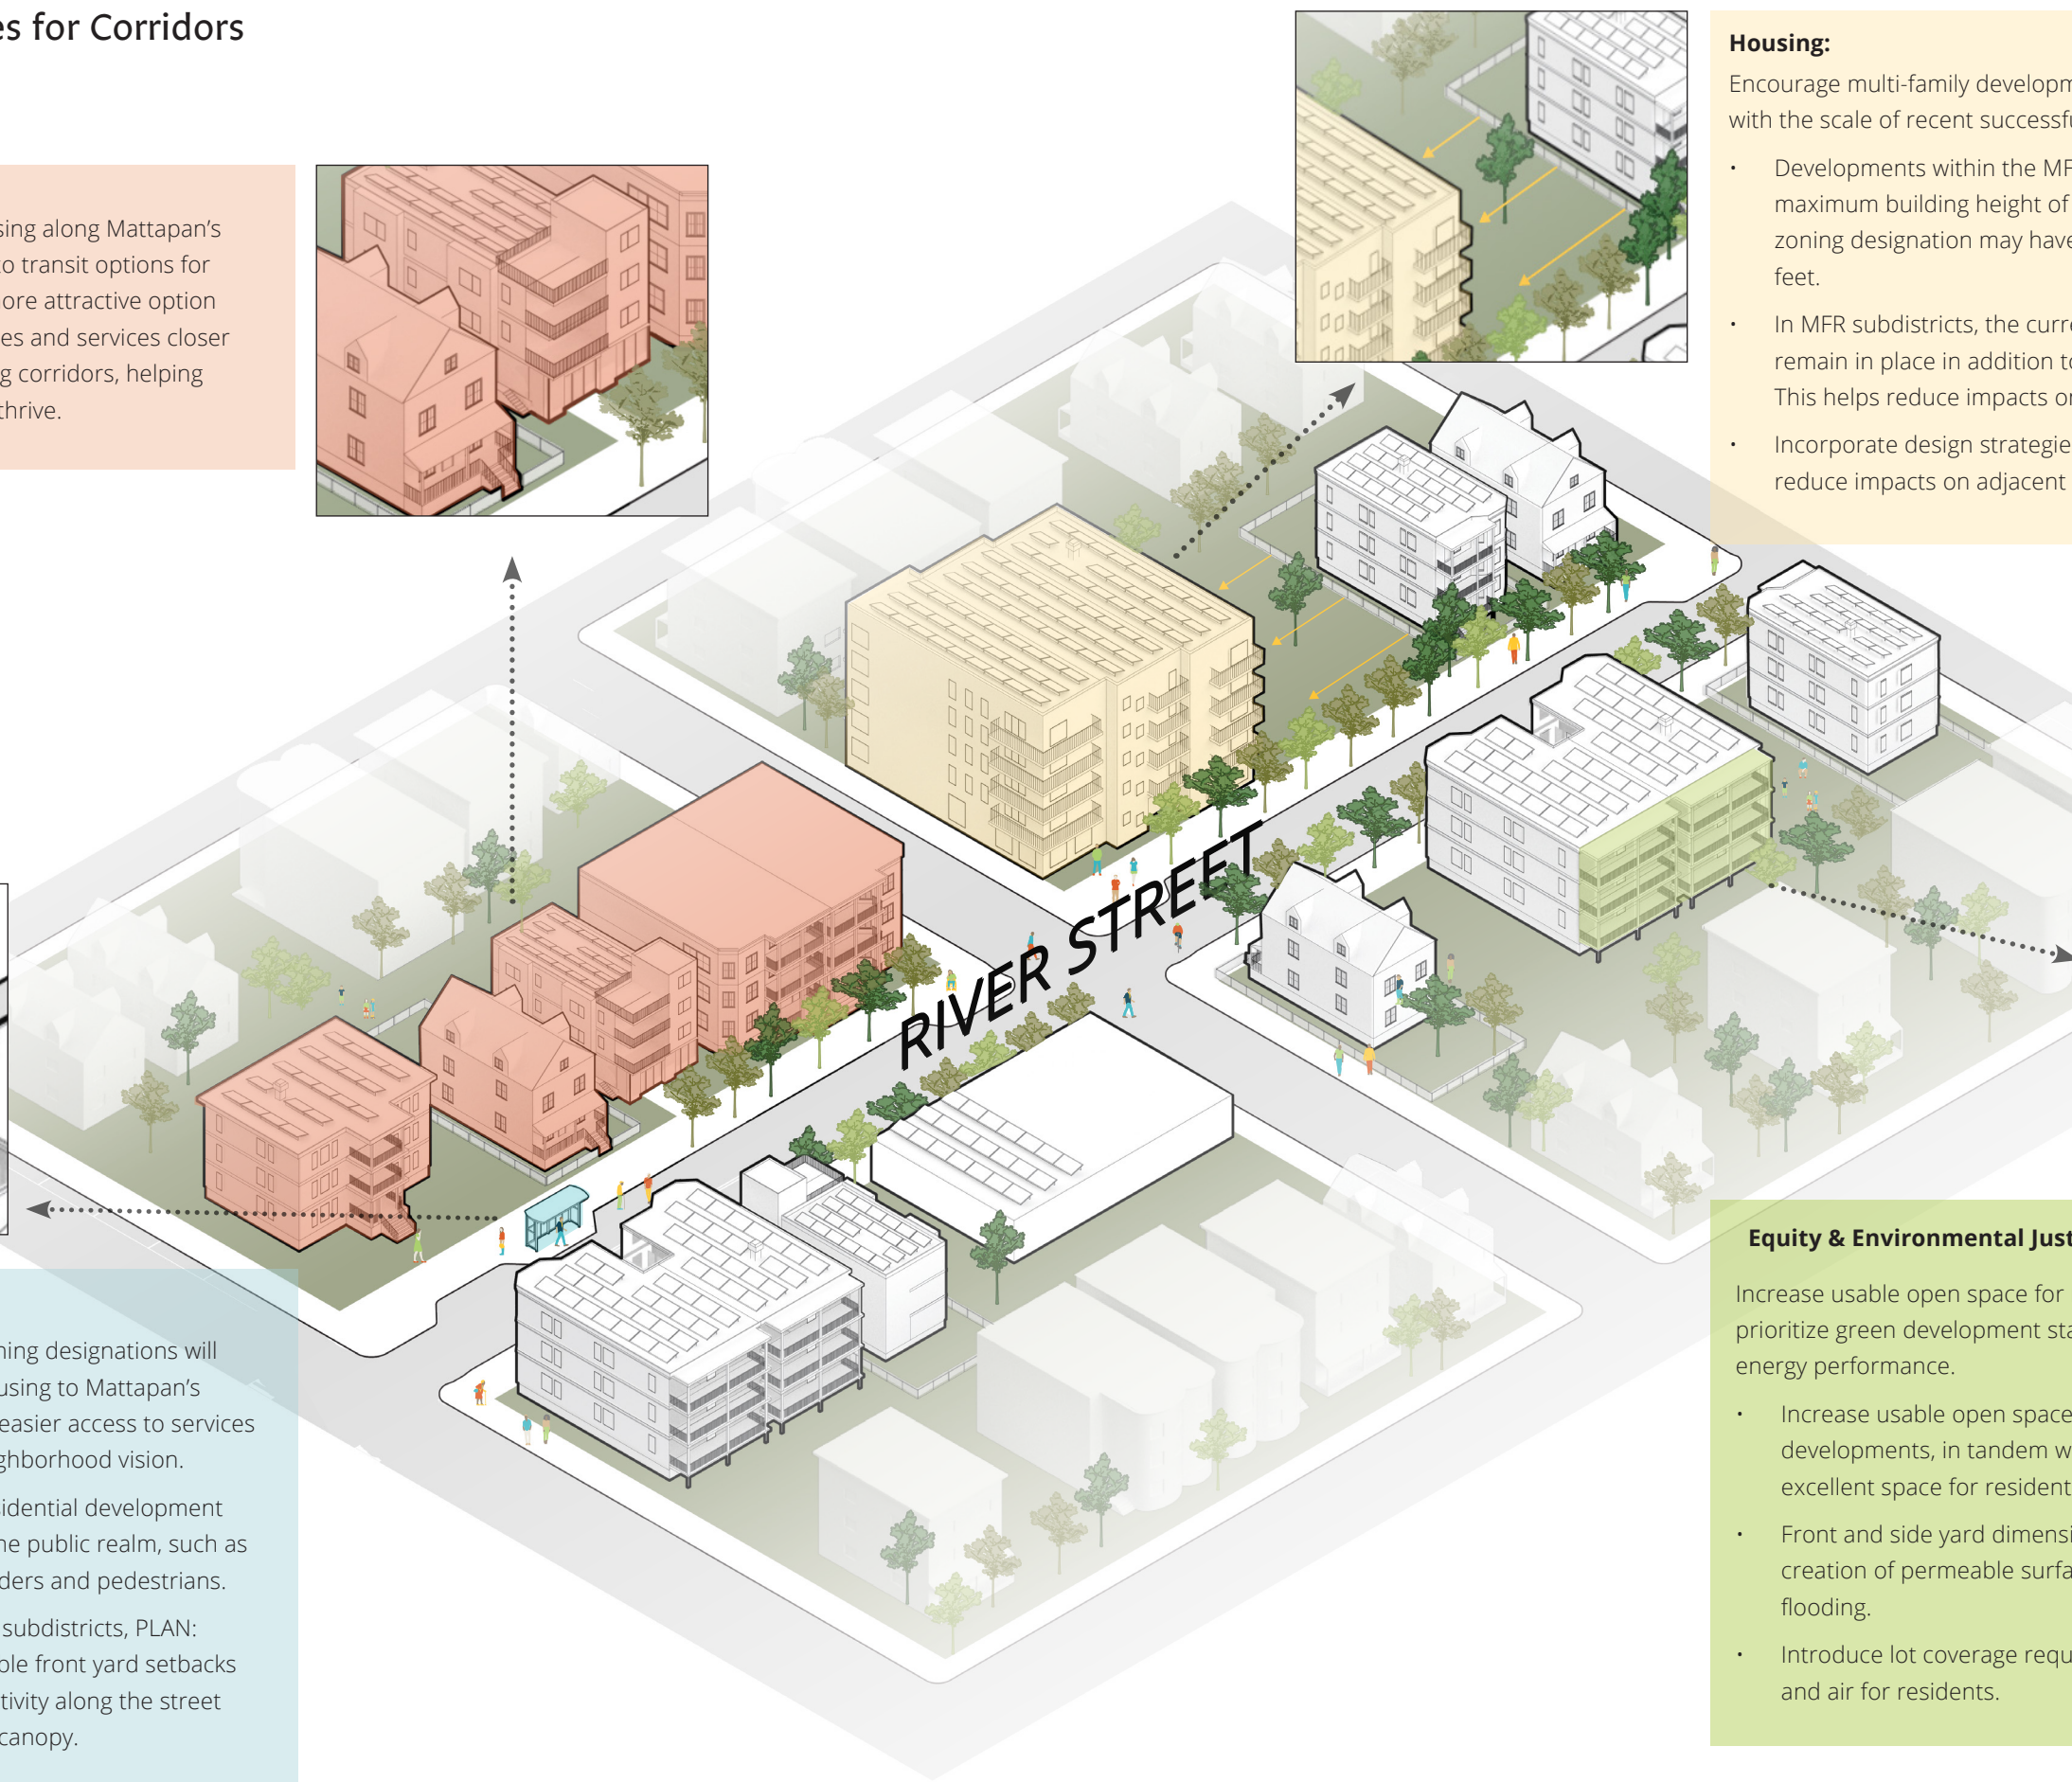 es for Corridors
sing along Mattapan's
to transit options for
nore attractive option
es and services closer
g corridors, helping
thrive.
Housing:
Encourage multi-family developm
with the scale of recent successfu
• Developments within the MF
maximum building height of
zoning designation may have
feet.
• In MFR subdistricts, the curre
remain in place in addition to
This helps reduce impacts or
• Incorporate design strategie
reduce impacts on adjacent
RIVER STREET
ning designations will
using to Mattapan's
easier access to services
ghborhood vision.
sidential development
ne public realm, such as
ders and pedestrians.
subdistricts, PLAN:
ble front yard setbacks
tivity along the street
canopy.
Equity & Environmental Just
Increase usable open space for
prioritize green development sta
energy performance.
• Increase usable open space
developments, in tandem w
excellent space for resident
• Front and side yard dimensi
creation of permeable surfa
flooding.
• Introduce lot coverage requ
and air for residents.